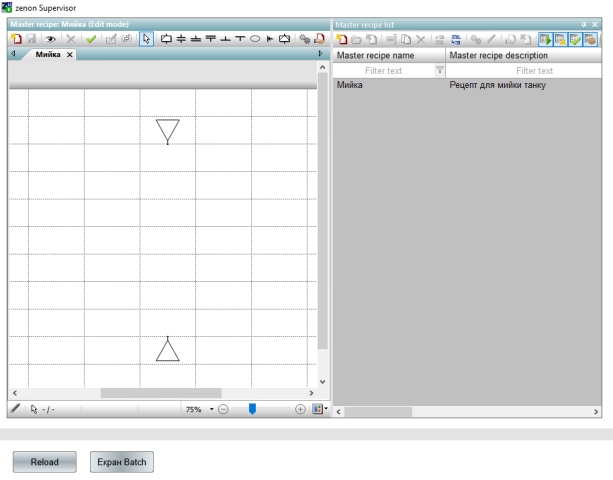 zenon Supervisor
Master recipe: Мийка (Edit mode)
Мийка X
-/-
75%
Master recipe list
Master recipe name Master recipe description
Filter text Filter text
Мийка Рецепт для мийки танку
Reload Екран Batch